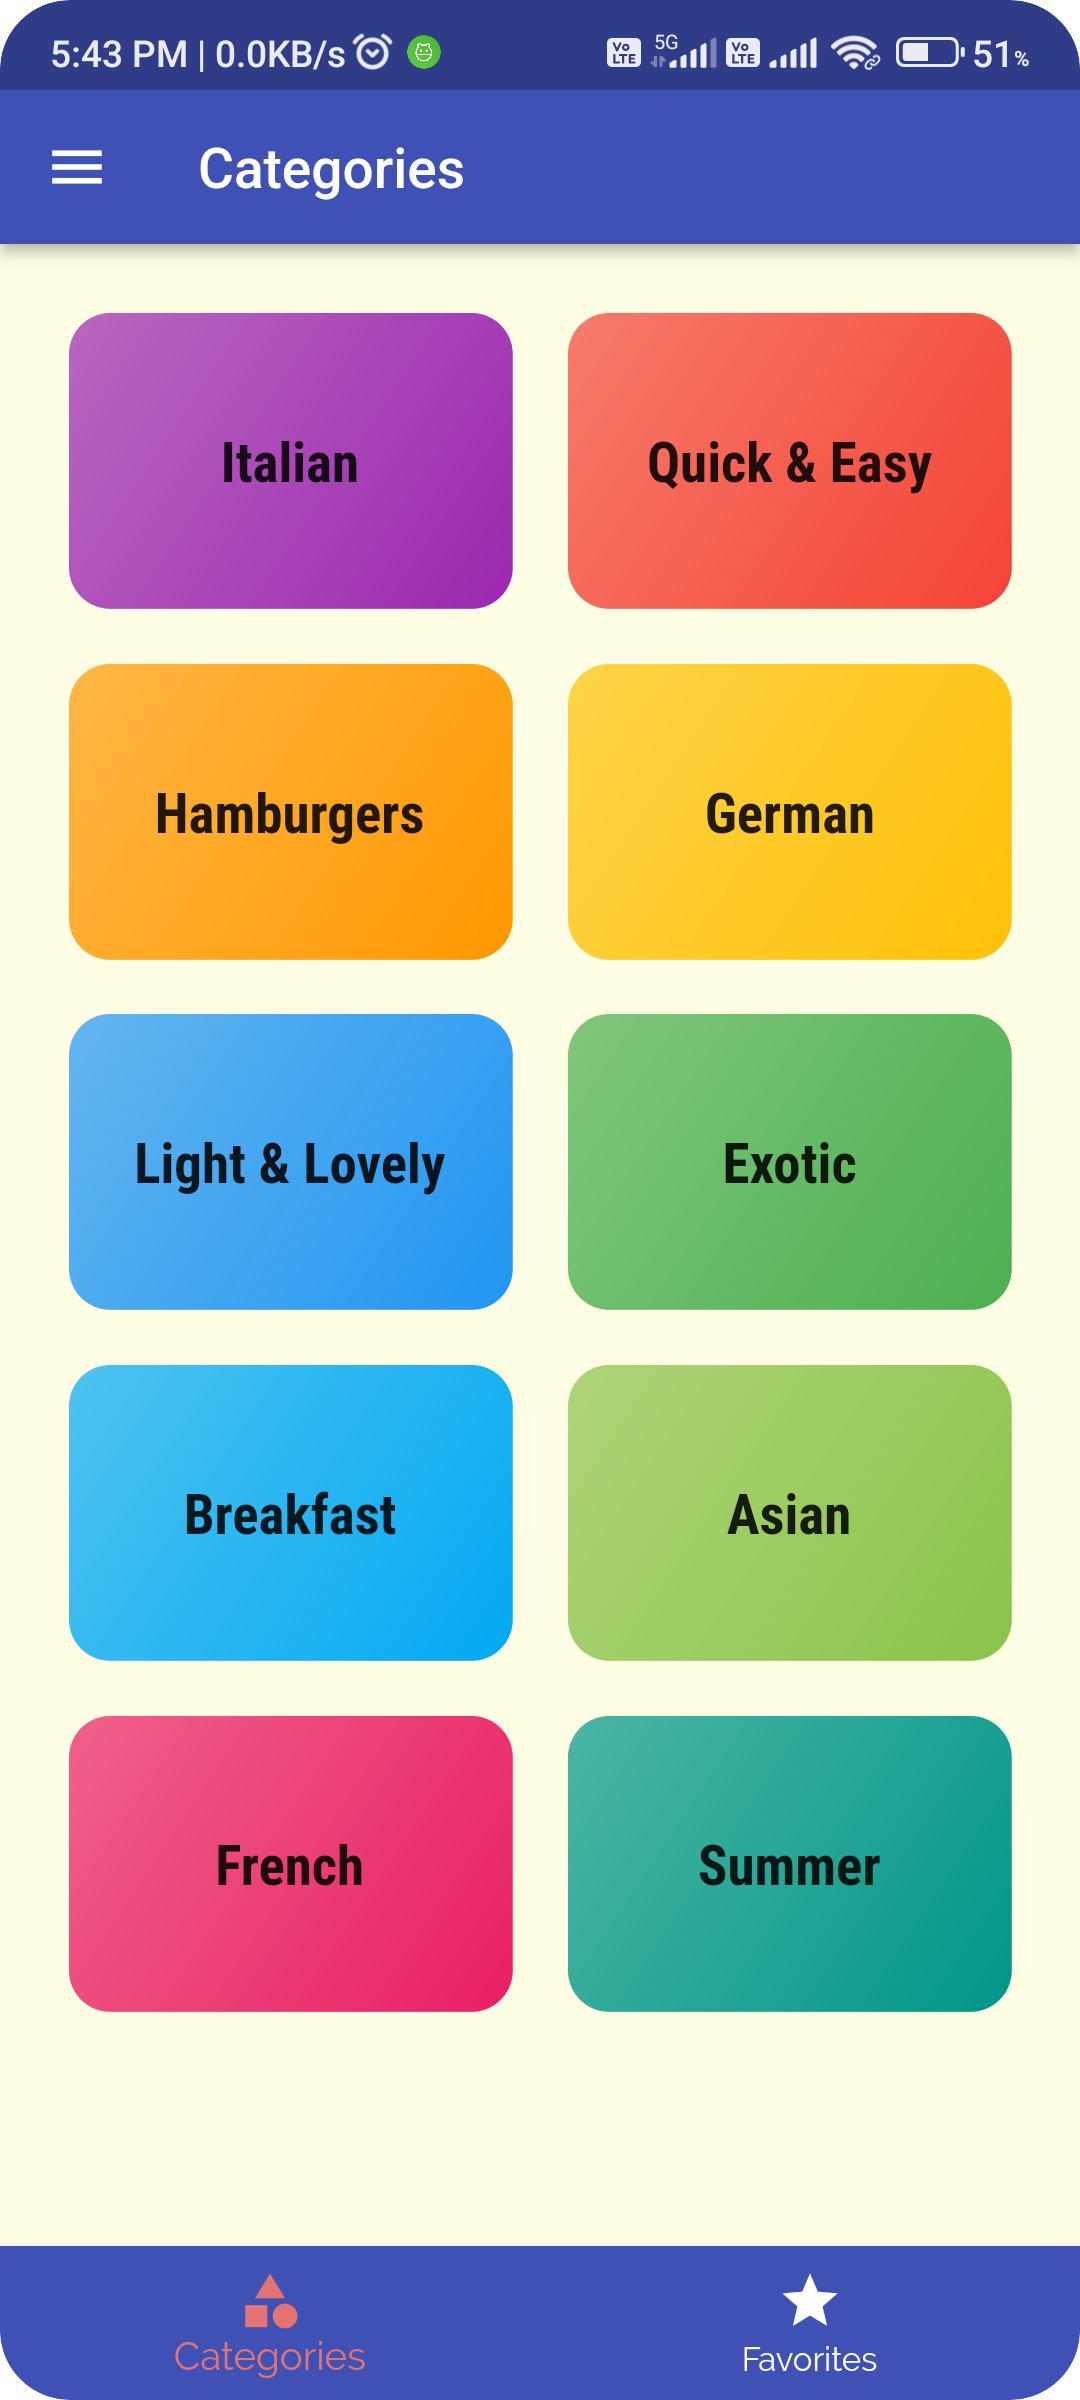 5:43 PM | 0.0KB/s Vo LTE 5G Vo LTE 51%
Categories
Italian
Quick & Easy
Hamburgers
German
Light & Lovely
Exotic
Breakfast
Asian
French
Summer
Categories
Favorites